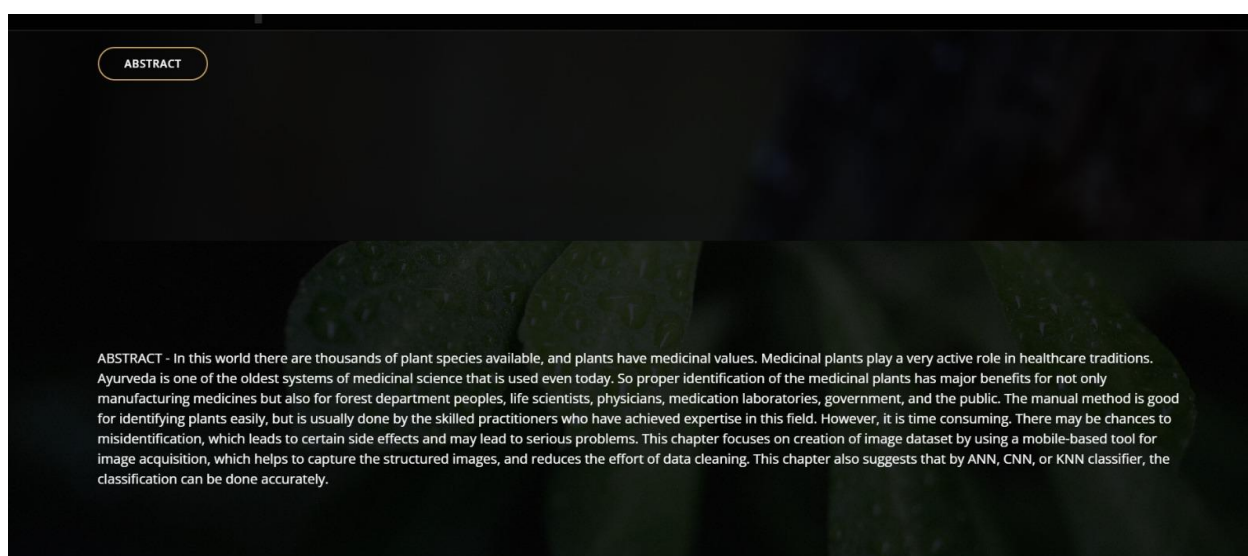 ABSTRACT
ABSTRACT - In this world there are thousands of plant species available, and plants have medicinal values. Medicinal plants play a very active role in healthcare traditions.
Ayurveda is one of the oldest systems of medicinal science that is used even today. So proper identification of the medicinal plants has major benefits for not only
manufacturing medicines but also for forest department peoples, life scientists, physicians, medication laboratories, government, and the public. The manual method is good
for identifying plants easily, but is usually done by the skilled practitioners who have achieved expertise in this field. However, it is time consuming. There may be chances to
misidentification, which leads to certain side effects and may lead to serious problems. This chapter focuses on creation of image dataset by using a mobile-based tool for
image acquisition, which helps to capture the structured images, and reduces the effort of data cleaning. This chapter also suggests that by ANN, CNN, or KNN classifier, the
classification can be done accurately.